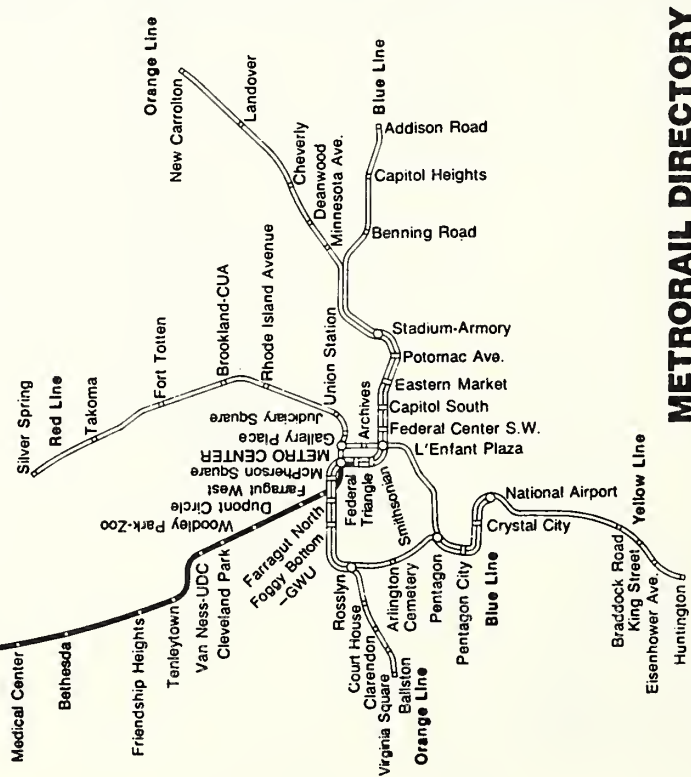 Orange Line
New Carrolton
Landover
Cheverly
Deanwood
Minnesota Ave.
Blue Line
Addison Road
Capitol Heights
Benning Road
Silver Spring
Red Line
Takoma
Fort Totten
Brookland-CUA
Rhode Island Avenue
Union Station
Judiciary Square
Gallery Place
METRO CENTER
McPherson Square
Farragut West
Dupont Circle
Woodley Park-Zoo
Archives
Federal
Triangle
Smithsonian
Stadium-Armory
Potomac Ave.
Eastern Market
Capitol South
Federal Center S.W.
L'Enfant Plaza
Medical Center
Bethesda
Friendship Heights
Tenleytown
Van Ness-UDC
Cleveland Park
Farragut North
Foggy Bottom
-GWU
Rosslyn
Court House
Clarendon
Virginia Square
Ballston
Orange Line
Arlington
Cemetery
Pentagon
Pentagon City
Blue Line
National Airport
Crystal City
Yellow Line
Braddock Road
King Street
Eisenhower Ave.
Huntington
METRORAIL DIRECTORY